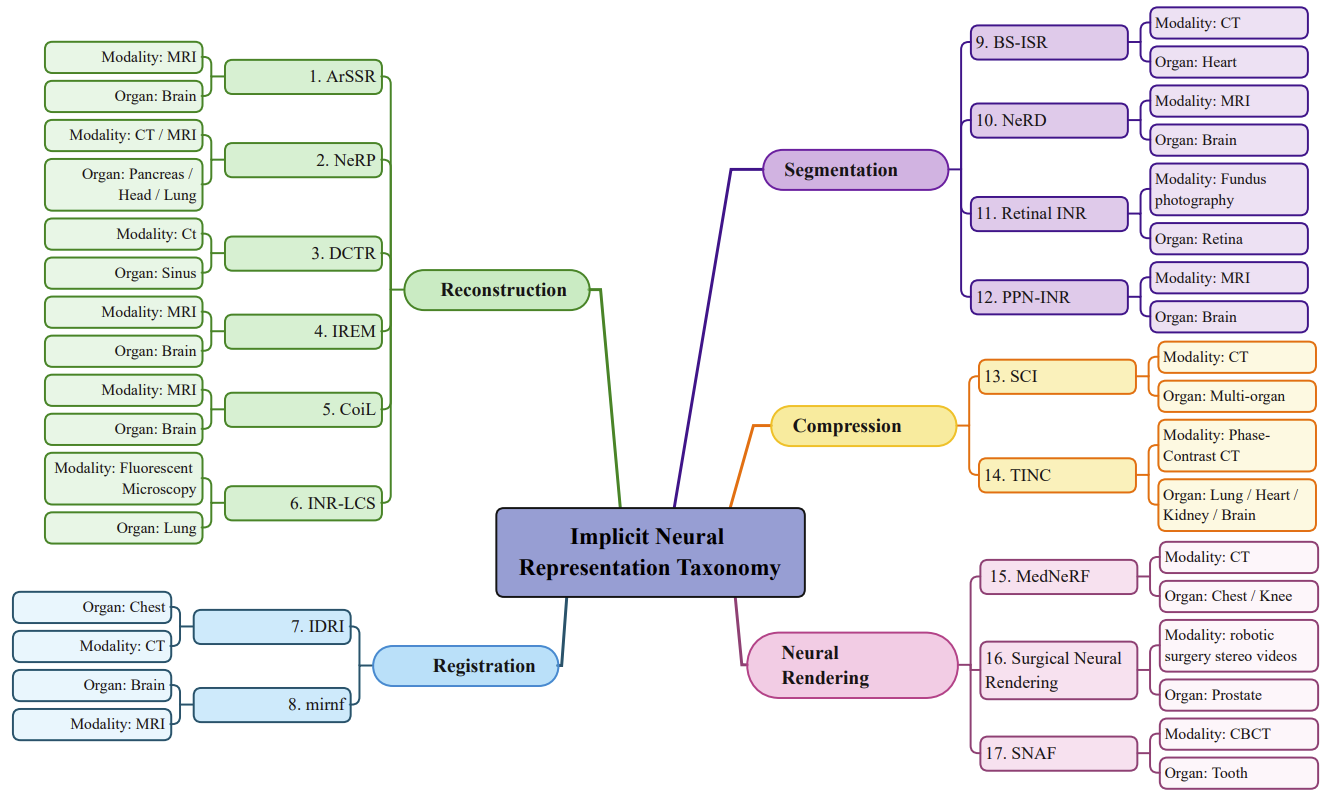 Implicit Neural
Representation Taxonomy
Reconstruction
1. ArSSR
Modality: MRI
Organ: Brain
2. NeRP
Modality: CT / MRI
Organ: Pancreas /
Head / Lung
3. DCTR
Modality: Ct
Organ: Sinus
4. IREM
Modality: MRI
Organ: Brain
5. CoiL
Modality: MRI
Organ: Brain
6. INR-LCS
Modality: Fluorescent
Microscopy
Organ: Lung
Registration
7. IDRI
Organ: Chest
Modality: CT
8. mirnf
Organ: Brain
Modality: MRI
Segmentation
9. BS-ISR
Modality: CT
Organ: Heart
10. NeRD
Modality: MRI
Organ: Brain
11. Retinal INR
Modality: Fundus
photography
Organ: Retina
12. PPN-INR
Modality: MRI
Organ: Brain
Compression
13. SCI
Modality: CT
Organ: Multi-organ
14. TINC
Modality: Phase-
Contrast CT
Organ: Lung / Heart /
Kidney / Brain
Neural
Rendering
15. MedNeRF
Modality: CT
Organ: Chest / Knee
16. Surgical Neural
Rendering
Modality: robotic
surgery stereo videos
Organ: Prostate
17. SNAF
Modality: CBCT
Organ: Tooth